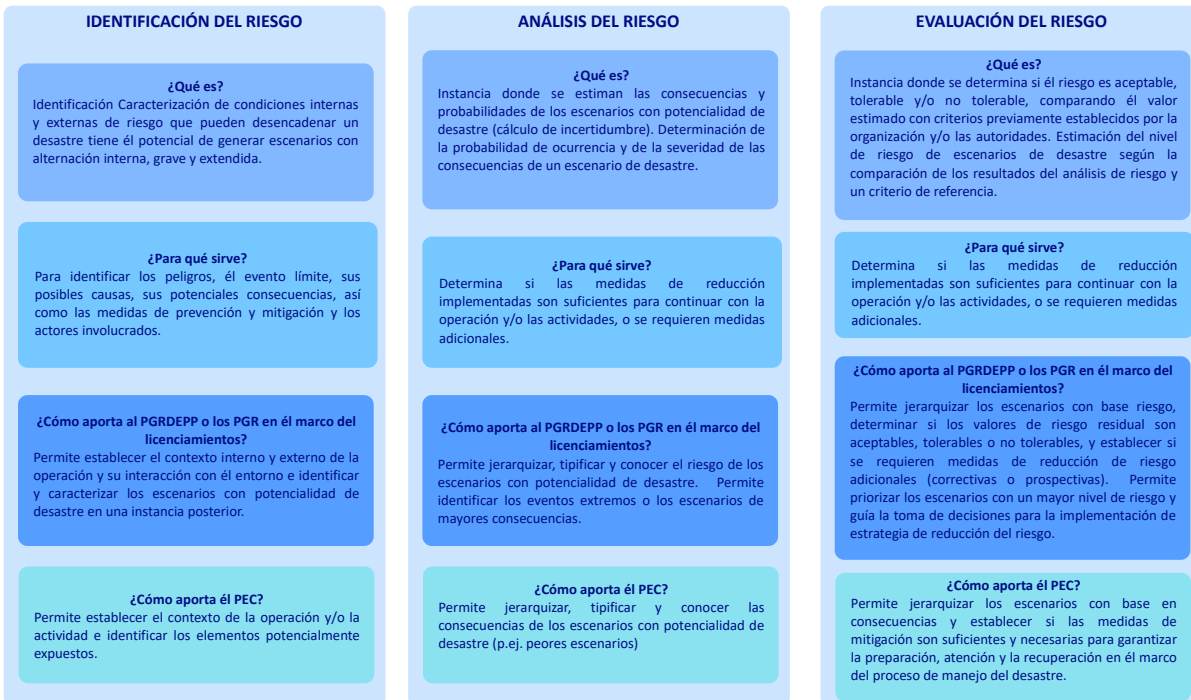 IDENTIFICACIÓN DEL RIESGO
¿Qué es?
Identificación Caracterización de condiciones internas
y externas de riesgo que pueden desencadenar un
desastre tiene él potencial de generar escenarios con
alternación interna, grave y extendida.
¿Para qué sirve?
Para identificar los peligros, él evento límite, sus
posibles causas, sus potenciales consecuencias, así
como las medidas de prevención y mitigación y los
actores involucrados.
¿Cómo aporta al PGRDEPP o los PGR en él marco del
licenciamientos?
Permite establecer el contexto interno y externo de la
operación y su interacción con él entorno e identificar
y caracterizar los escenarios con potencialidad de
desastre en una instancia posterior.
¿Cómo aporta él PEC?
Permite establecer el contexto de la operación y/o la
actividad e identificar los elementos potencialmente
expuestos.
ANÁLISIS DEL RIESGO
¿Qué es?
Instancia donde se estiman las consecuencias y
probabilidades de los escenarios con potencialidad de
desastre (cálculo de incertidumbre). Determinación de
la probabilidad de ocurrencia y de la severidad de las
consecuencias de un escenario de desastre.
¿Para qué sirve?
Determina si las medidas de reducción
implementadas son suficientes para continuar con la
operación y/o las actividades, o se requieren medidas
adicionales.
¿Cómo aporta al PGRDEPP o los PGR en él marco del
licenciamientos?
Permite jerarquizar, tipificar y conocer el riesgo de los
escenarios con potencialidad de desastre. Permite
identificar los eventos extremos o los escenarios de
mayores consecuencias.
¿Cómo aporta él PEC?
Permite jerarquizar, tipificar y conocer las
consecuencias de los escenarios con potencialidad de
desastre (p.ej. peores escenarios)
EVALUACIÓN DEL RIESGO
¿Qué es?
Instancia donde se determina si él riesgo es aceptable,
tolerable y/o no tolerable, comparando él valor
estimado con criterios previamente establecidos por la
organización y/o las autoridades. Estimación del nivel
de riesgo de escenarios de desastre según la
comparación de los resultados del análisis de riesgo y
un criterio de referencia.
¿Para qué sirve?
Determina si las medidas de reducción
implementadas son suficientes para continuar con la
operación y/o las actividades, o se requieren medidas
adicionales.
¿Cómo aporta al PGRDEPP o los PGR en él marco del
licenciamientos?
Permite jerarquizar los escenarios con base riesgo,
determinar si los valores de riesgo residual son
aceptables, tolerables o no tolerables, y establecer si
se requieren medidas de reducción de riesgo
adicionales (correctivas o prospectivas). Permite
priorizar los escenarios con un mayor nivel de riesgo y
guía la toma de decisiones para la implementación de
estrategia de reducción del riesgo.
¿Cómo aporta él PEC?
Permite jerarquizar los escenarios con base en
consecuencias y establecer si las medidas de
mitigación son suficientes y necesarias para garantizar
la preparación, atención y la recuperación en él marco
del proceso de manejo del desastre.